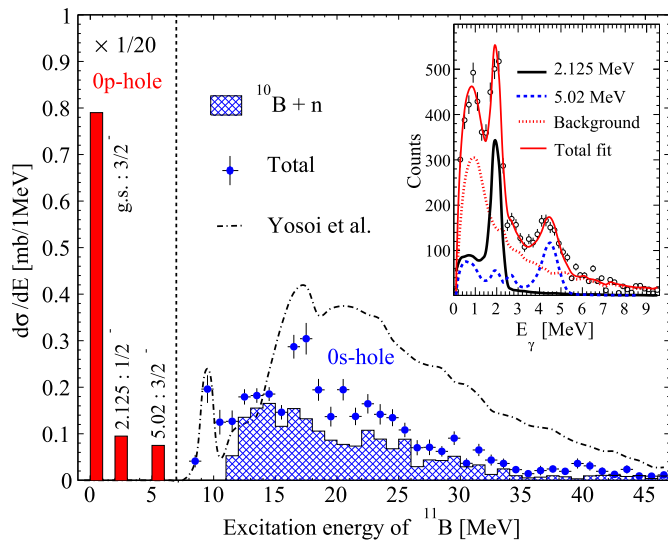 × 1/20
0p-hole
g.s. : 3/2⁻
2.125 : 1/2⁻
5.02 : 3/2⁻
¹⁰B + n
Total
Yosoi et al.
0s-hole
dσ/dE [mb/1MeV]
1
0.9
0.8
0.7
0.6
0.5
0.4
0.3
0.2
0.1
0
0 5 10 15 20 25 30 35 40 45
Excitation energy of ¹¹B [MeV]
2.125 MeV
5.02 MeV
Background
Total fit
Counts
500
400
300
200
100
0 1 2 3 4 5 6 7 8 9
E_γ [MeV]